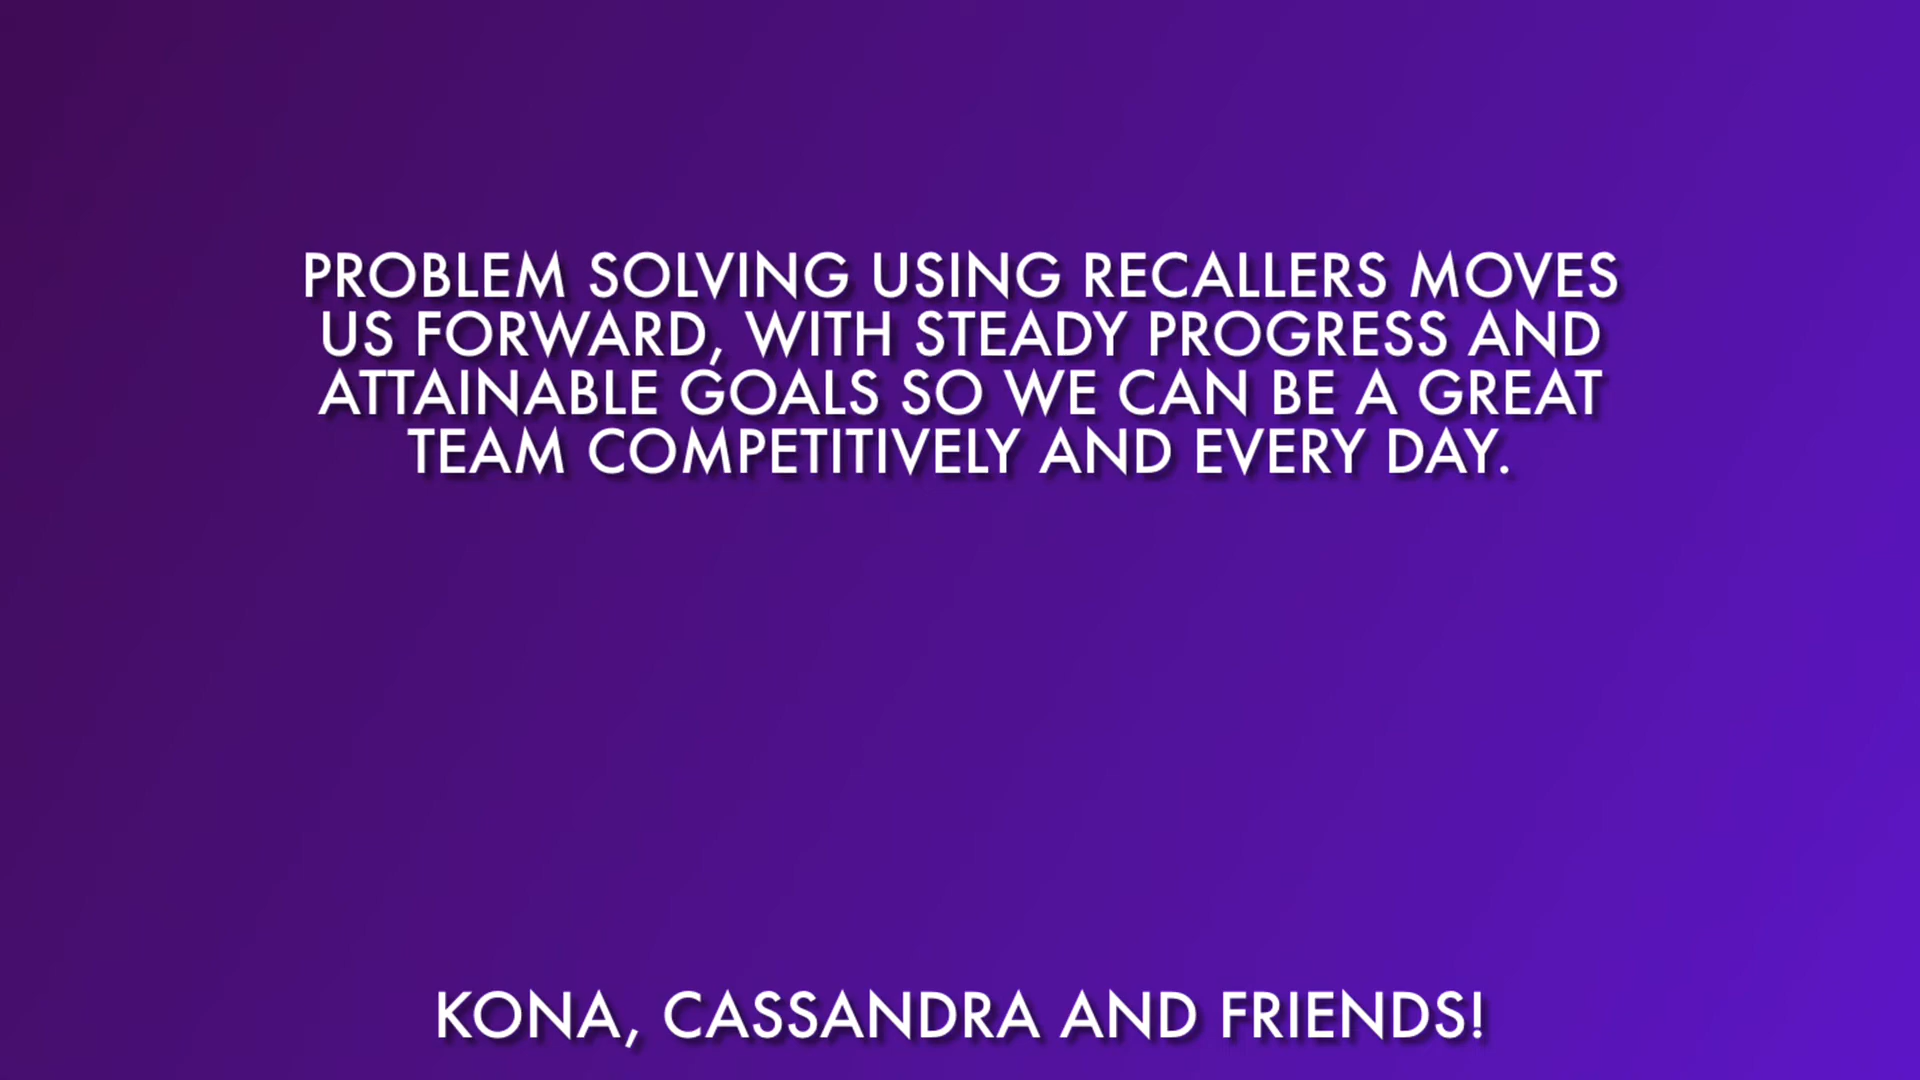 PROBLEM SOLVING USING RECALLERS MOVES
US FORWARD, WITH STEADY PROGRESS AND
ATTAINABLE GOALS SO WE CAN BE A GREAT
TEAM COMPETITIVELY AND EVERY DAY.
KONA, CASSANDRA AND FRIENDS!